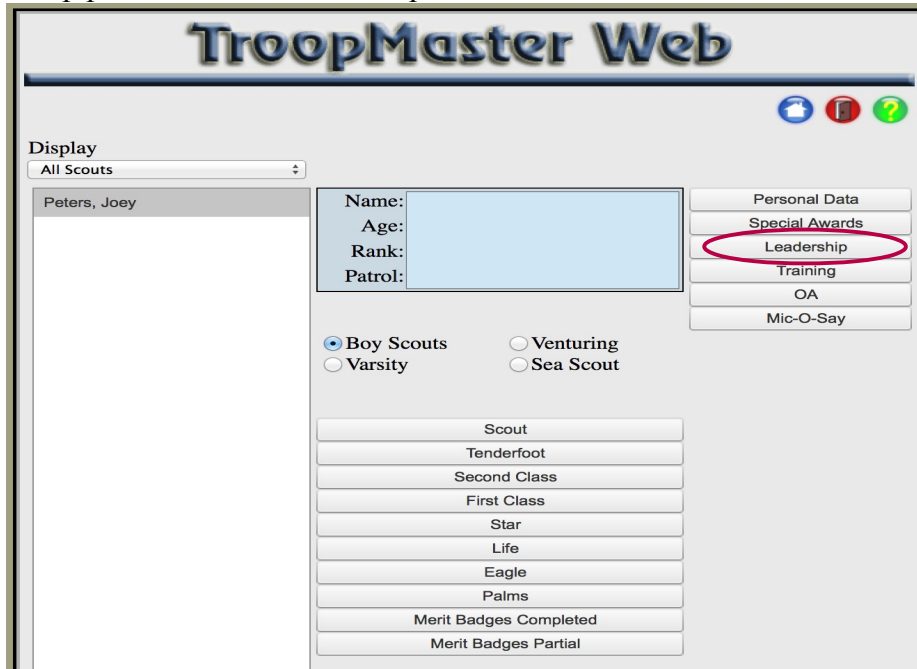 TroopMaster Web
?
Display
All Scouts
Peters, Joey
Name:
Age:
Rank:
Patrol:
Personal Data
Special Awards
Leadership
Training
OA
Mic-O-Say
Boy Scouts Venturing
Varsity Sea Scout
Scout
Tenderfoot
Second Class
First Class
Star
Life
Eagle
Palms
Merit Badges Completed
Merit Badges Partial